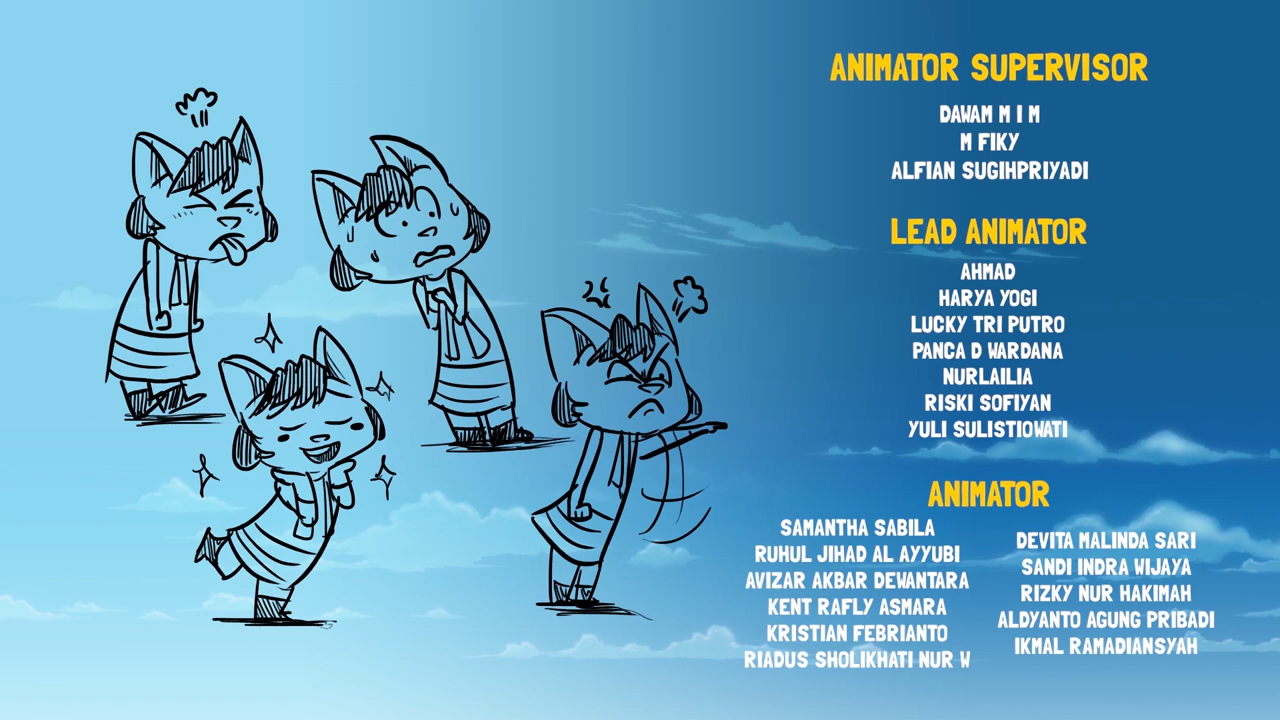 ANIMATOR SUPERVISOR
DAWAM M I M
M FIKY
ALFIAN SUGIHPRIYADI
LEAD ANIMATOR
AHMAD
HARYA YOGI
LUCKY TRI PUTRO
PANCA D WARDANA
NURLAILIA
RISKI SOFIYAN
YULI SULISTIOWATI
ANIMATOR
SAMANTHA SABILA
RUHUL JIHAD AL AYYUBI
AVIZAR AKBAR DEWANTARA
KENT RAFLY ASMARA
KRISTIAN FEBRIANTO
RIADUS SHOLIKHATI NUR W
DEVITA MALINDA SARI
SANDI INDRA WIJAYA
RIZKY NUR HAKIMAH
ALDYANTO AGUNG PRIBADI
IKMAL RAMADIANSYAH